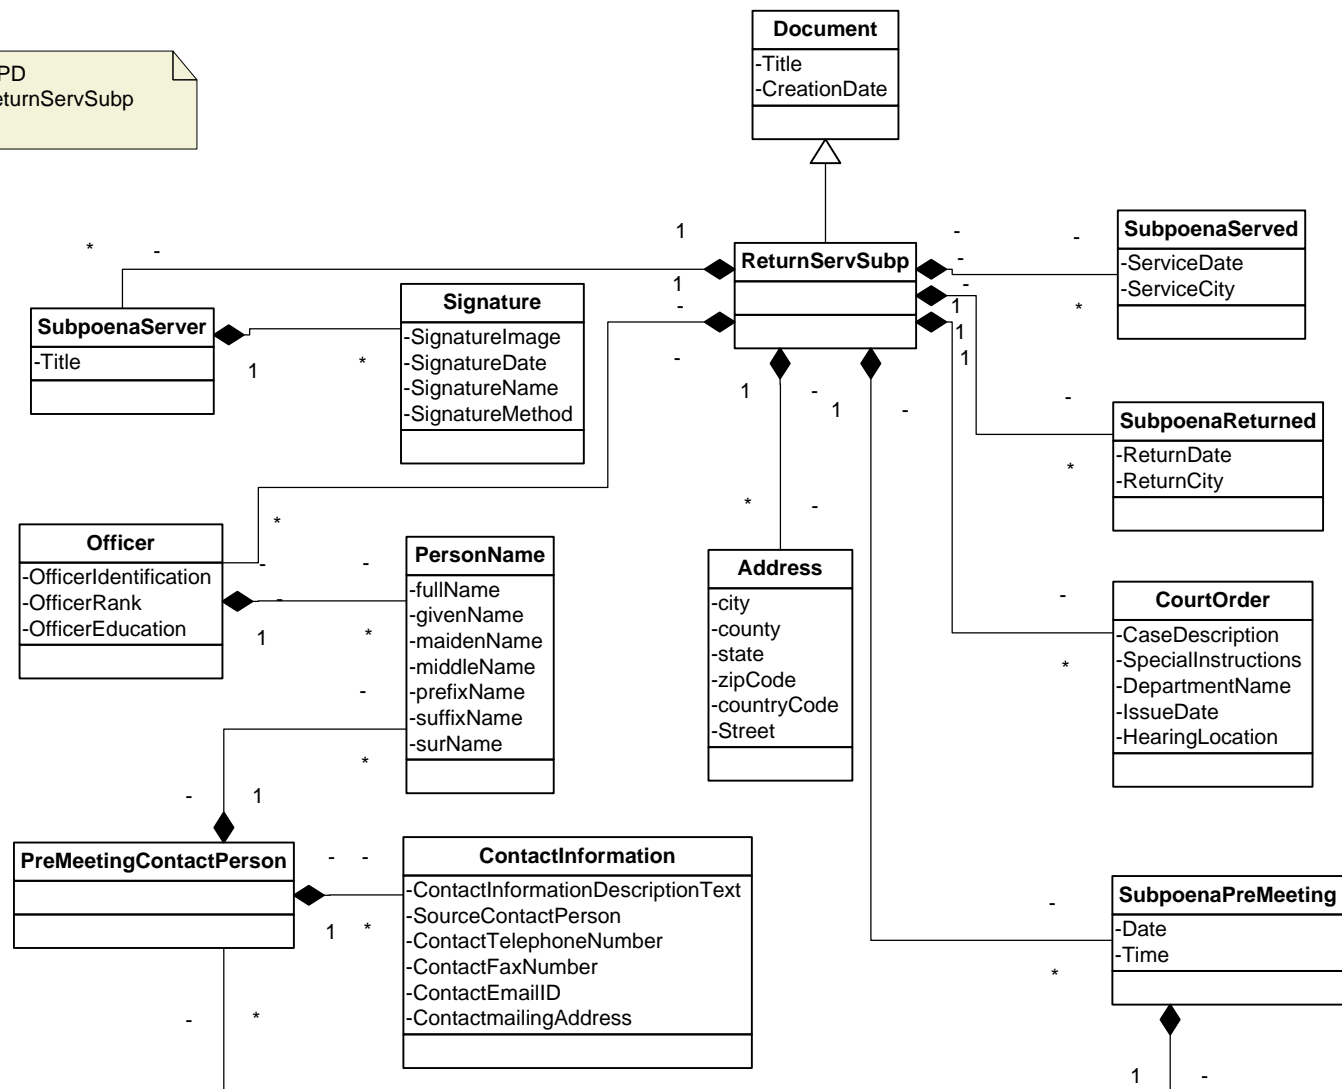 Document
-Title
-CreationDate
PD
eturnServSubp
ReturnServSubp
1
*
-
1
-
-
SubpoenaServer
-Title
1
*
Signature
-SignatureImage
-SignatureDate
-SignatureName
-SignatureMethod
-
-
-
*
SubpoenaServed
-ServiceDate
-ServiceCity
-
1
1
1
-
*
SubpoenaReturned
-ReturnDate
-ReturnCity
1
-
*
-
1
-
*
Officer
-OfficerIdentification
-OfficerRank
-OfficerEducation
-
-
-
1
*
PersonName
-fullName
-givenName
-maidenName
-middleName
-prefixName
-suffixName
-surName
Address
-city
-county
-state
-zipCode
-countryCode
-Street
-
*
CourtOrder
-CaseDescription
-SpecialInstructions
-DepartmentName
-IssueDate
-HearingLocation
-
*
-
1
PreMeetingContactPerson
-
-
1
*
ContactInformation
-ContactInformationDescriptionText
-SourceContactPerson
-ContactTelephoneNumber
-ContactFaxNumber
-ContactEmailID
-ContactmailingAddress
-
*
SubpoenaPreMeeting
-Date
-Time
-
*
1
-